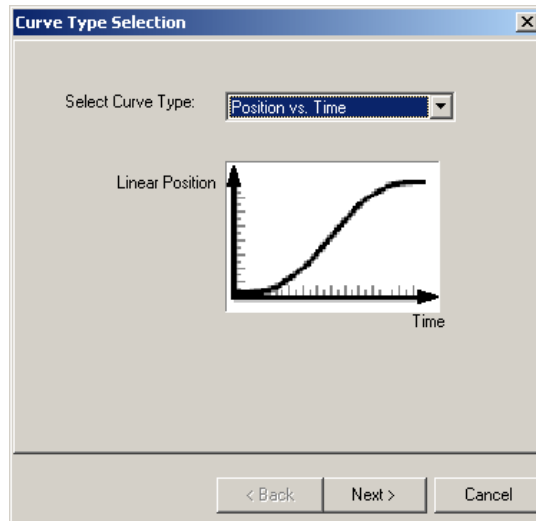 Curve Type Selection
Select Curve Type:
Position vs. Time
Linear Position
Time
< Back
Next >
Cancel